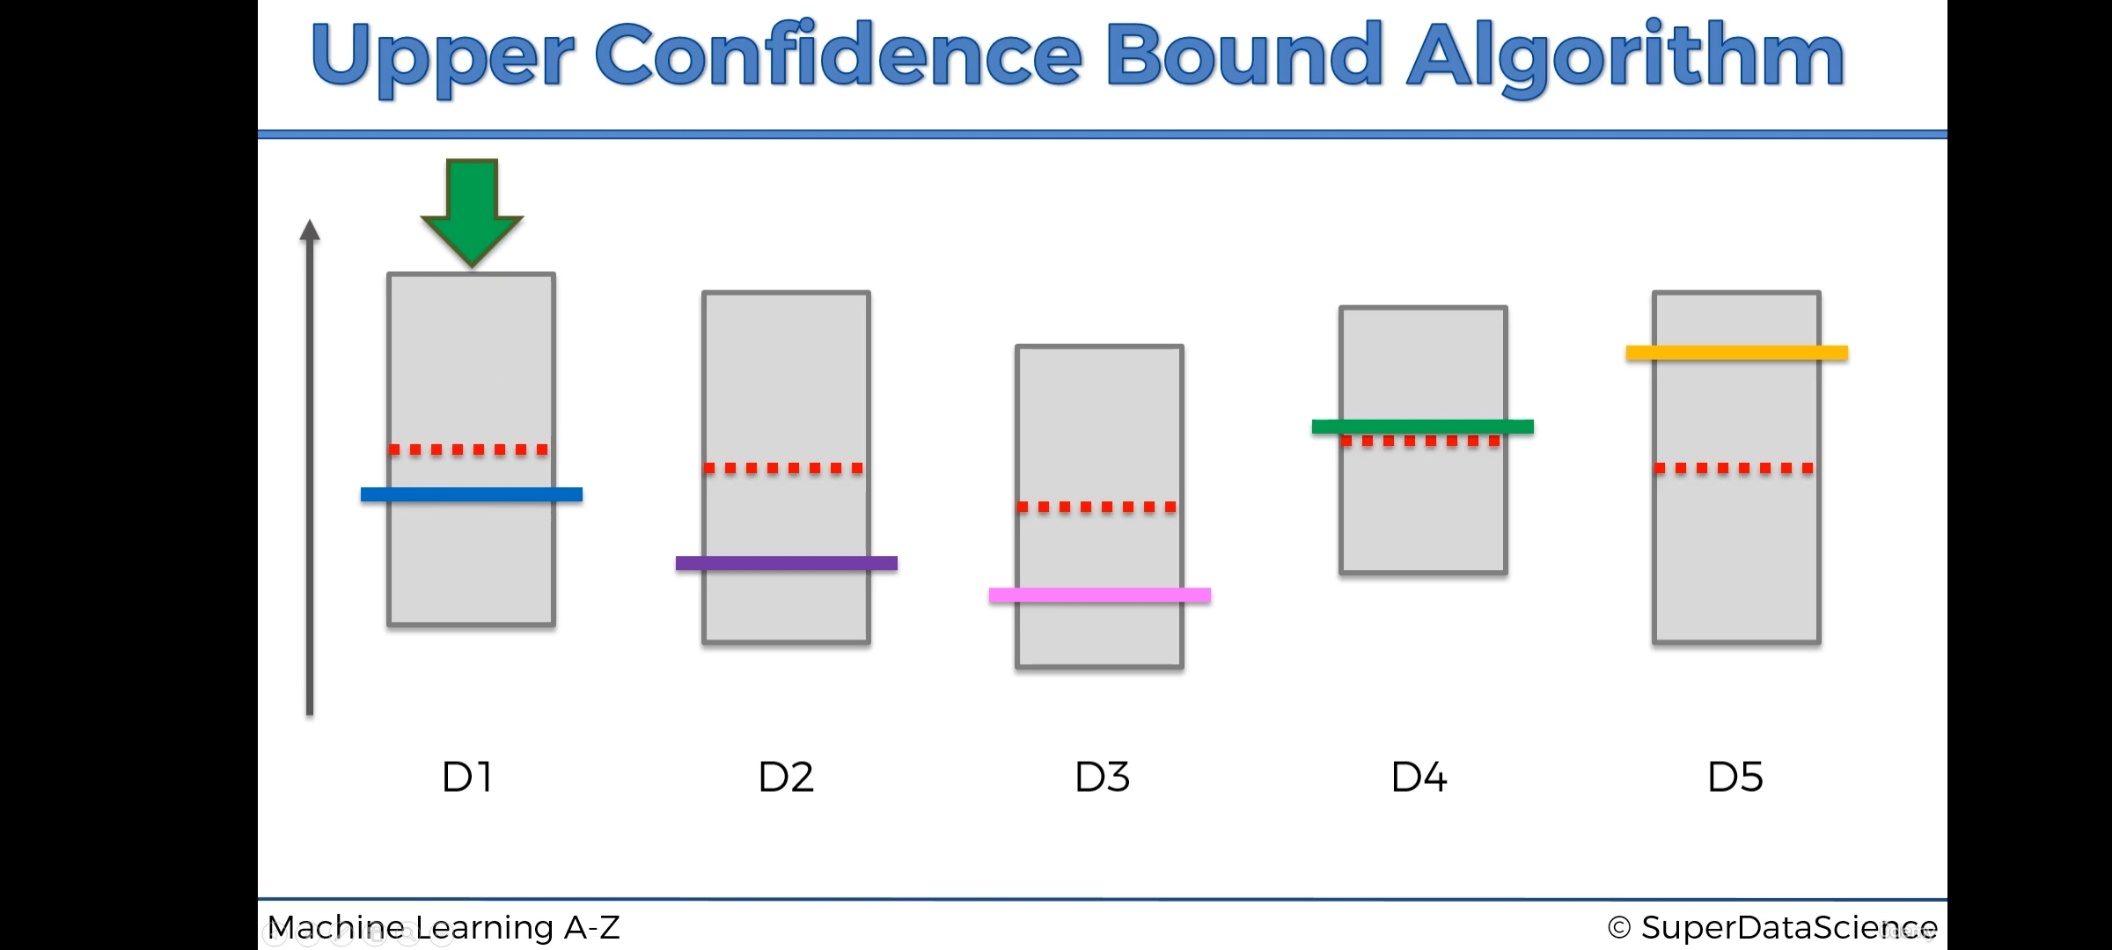 Upper Confidence Bound Algorithm
D1 D2 D3 D4 D5
Machine Learning A-Z
© SuperDataScience